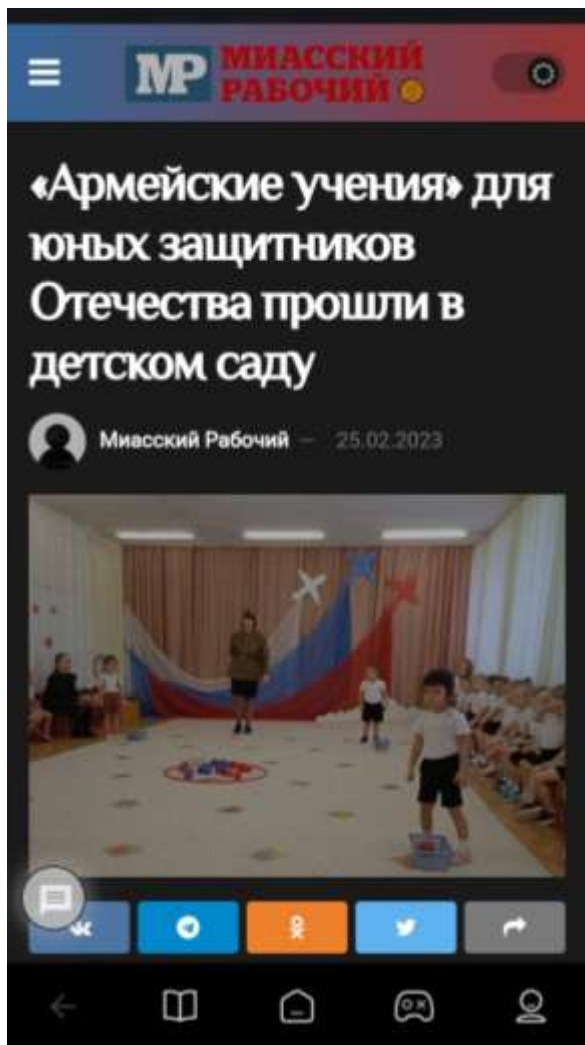 МР МИАССКИЙ
РАБОЧИЙ
«Армейские учения» для
юных защитников
Отечества прошли в
детском саду
Миасский Рабочий — 25.02.2023